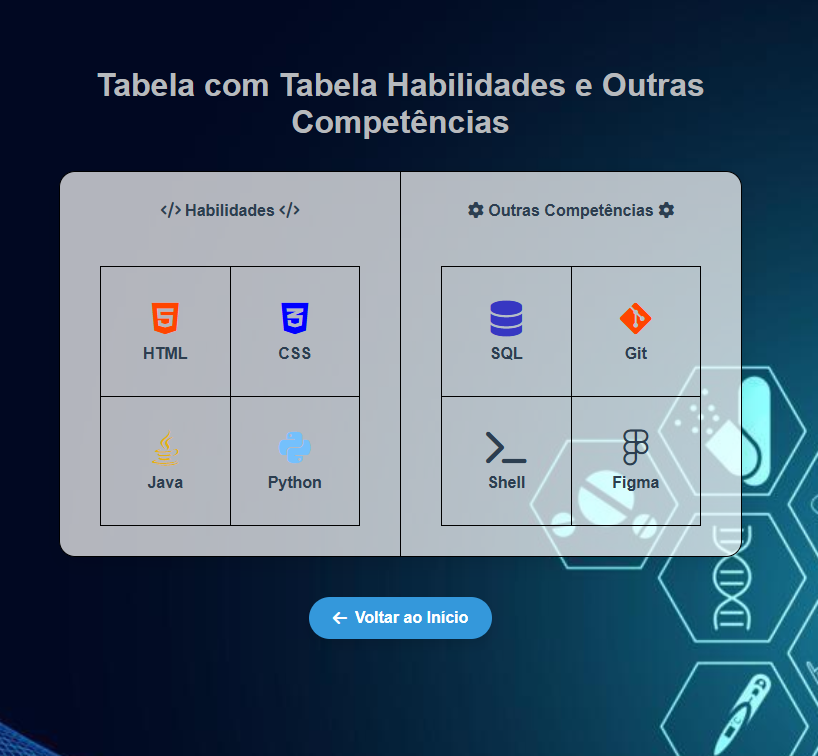 Tabela com Tabela Habilidades e Outras
Competências
</> Habilidades </>
Outras Competências
HTML
CSS
SQL
Git
Java
Python
Shell
Figma
Voltar ao Início